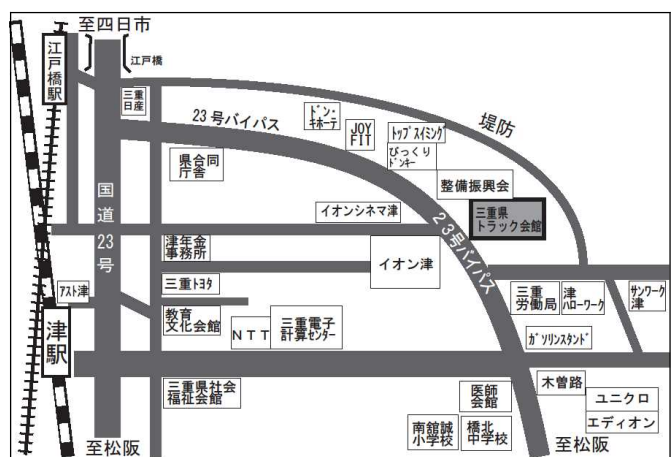 至四日市
江戸橋駅
江戸橋
三重
日産
23号バイパス
ドン・
キホーテ
JOY
FIT
トップスイミング
びっくり
ドンキー
堤防
県合同
庁舎
整備振興会
三重県
トラック会館
国道23号
イオンシネマ津
23号バイパス
津年金
事務所
イオン津
三重トヨタ
アスト津
教育
文化会館
NTT
三重電子
計算センター
三重
労働局
津
ハローワーク
サンワーク
津
ガソリンスタンド
津駅
三重県社会
福祉会館
医師
会館
木曽路
ユニクロ
エディオン
南舘誠
小学校
橋北
中学校
至松阪
至松阪